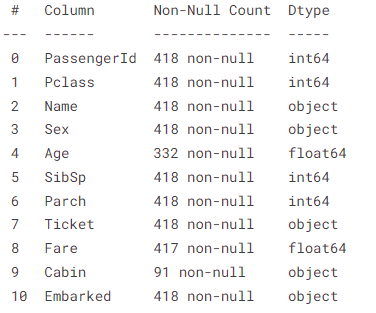 #   Column       Non-Null Count  Dtype
---  ------       --------------  -----
0   PassengerId  418 non-null    int64
1   Pclass       418 non-null    int64
2   Name         418 non-null    object
3   Sex          418 non-null    object
4   Age          332 non-null    float64
5   SibSp        418 non-null    int64
6   Parch        418 non-null    int64
7   Ticket       418 non-null    object
8   Fare         417 non-null    float64
9   Cabin        91 non-null     object
10  Embarked     418 non-null    object